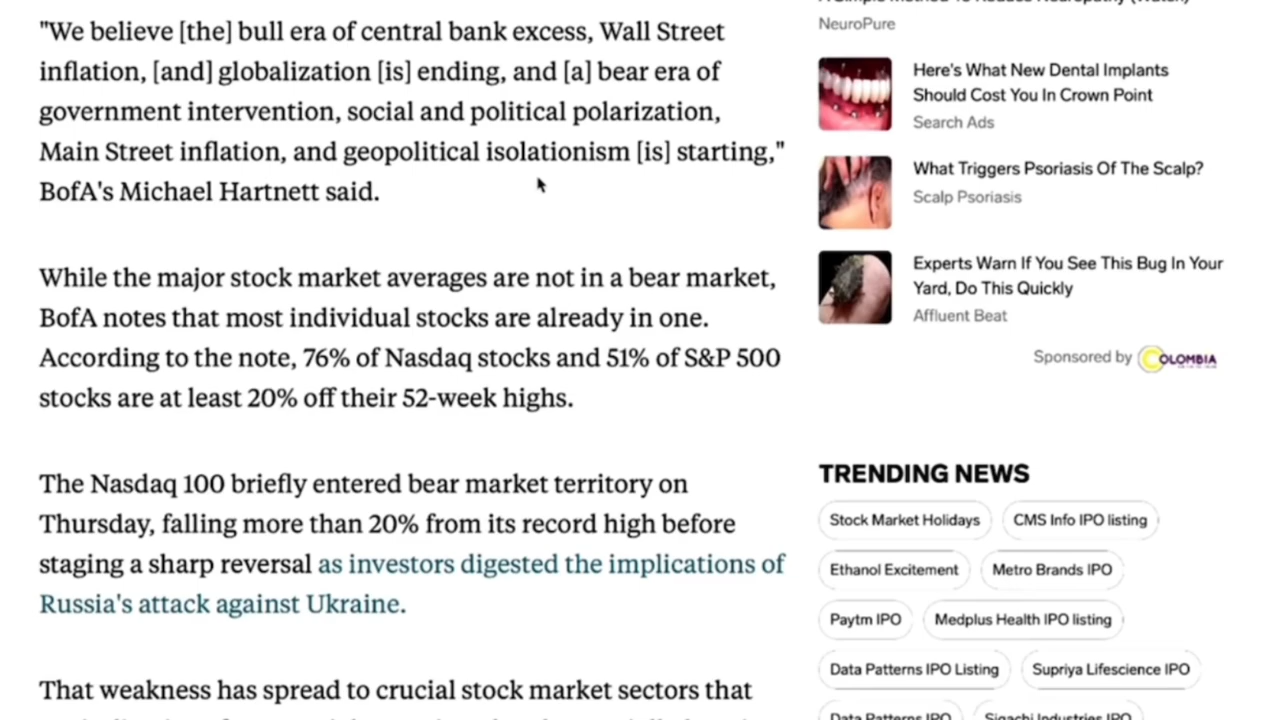 "We believe [the] bull era of central bank excess, Wall Street
inflation, [and] globalization [is] ending, and [a] bear era of
government intervention, social and political polarization,
Main Street inflation, and geopolitical isolationism [is] starting,"
BofA's Michael Hartnett said.
While the major stock market averages are not in a bear market,
BofA notes that most individual stocks are already in one.
According to the note, 76% of Nasdaq stocks and 51% of S&P 500
stocks are at least 20% off their 52-week highs.
The Nasdaq 100 briefly entered bear market territory on
Thursday, falling more than 20% from its record high before
staging a sharp reversal as investors digested the implications of
Russia's attack against Ukraine.
That weakness has spread to crucial stock market sectors that
NeuroPure
Here's What New Dental Implants
Should Cost You In Crown Point
Search Ads
What Triggers Psoriasis Of The Scalp?
Scalp Psoriasis
Experts Warn If You See This Bug In Your
Yard, Do This Quickly
Affluent Beat
Sponsored by COLOMBIA
TRENDING NEWS
Stock Market Holidays CMS Info IPO listing
Ethanol Excitement Metro Brands IPO
Paytm IPO Medplus Health IPO listing
Data Patterns IPO Listing Supriya Lifescience IPO
Data Patterns IPO Sigachi Industries IPO